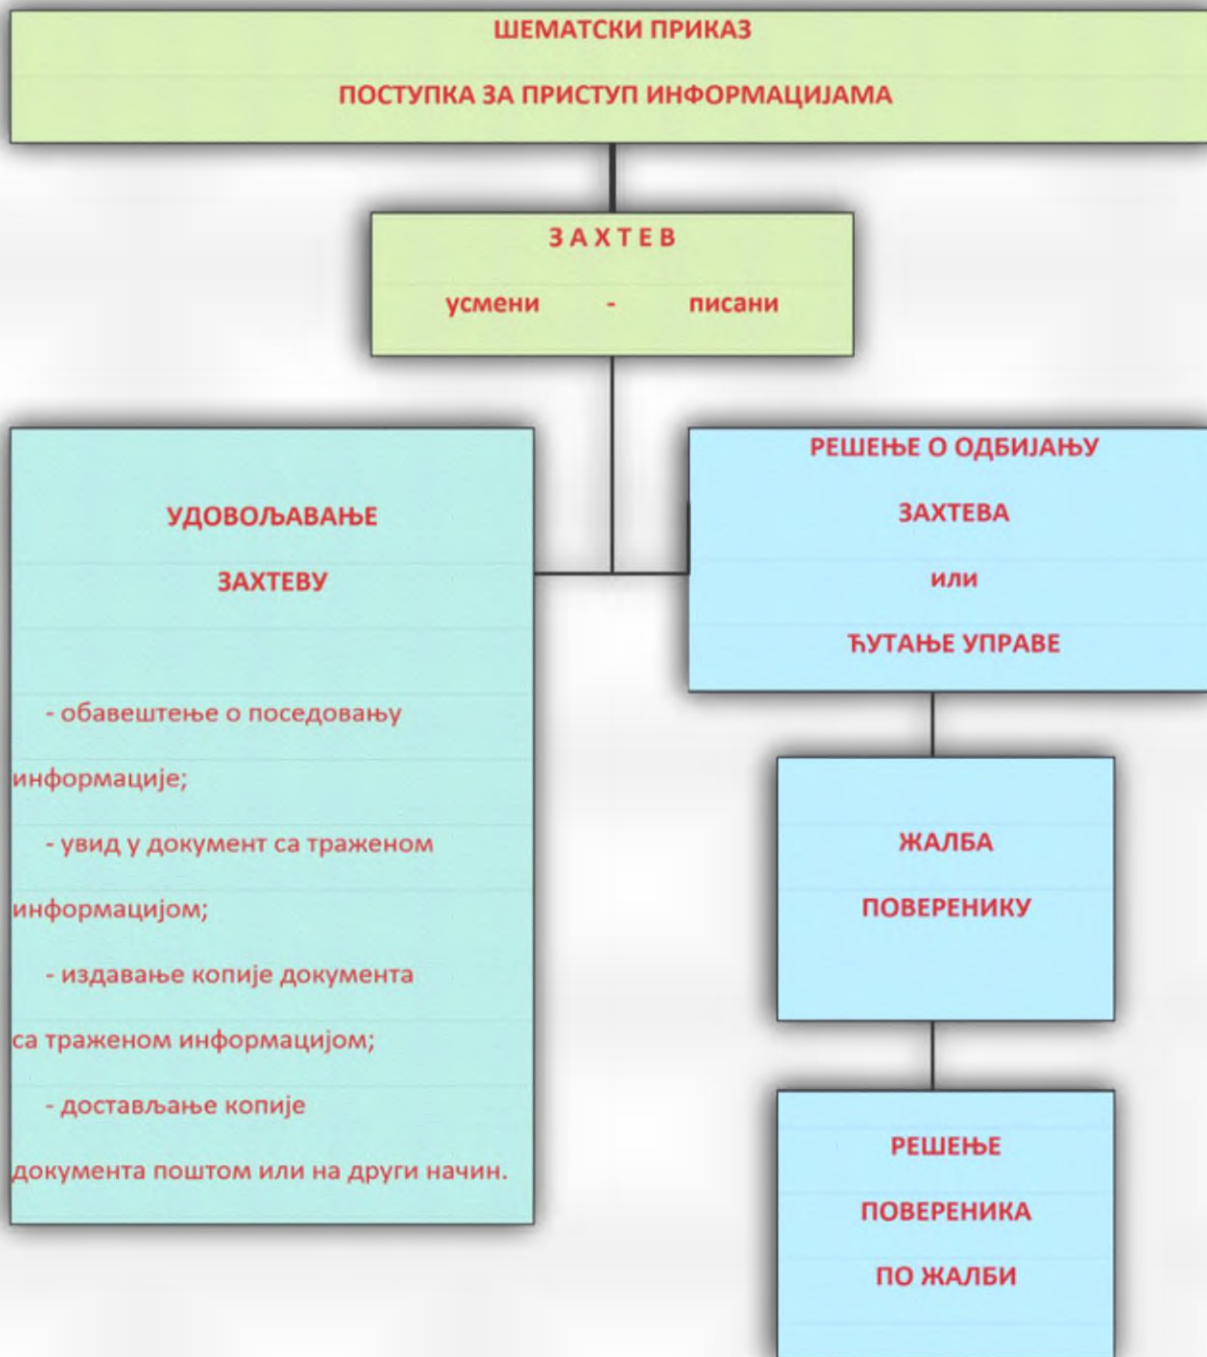 ШЕМАТСКИ ПРИКАЗ
ПОСТУПКА ЗА ПРИСТУП ИНФОРМАЦИЈАМА
З А Х Т Е В
усмени - писани
УДОВОЉАВАЊЕ
ЗАХТЕВУ
- обавештење о поседовању
информације;
- увид у документ са траженом
информацијом;
- издавање копије документа
са траженом информацијом;
- достављање копије
документа поштом или на други начин.
РЕШЕЊЕ О ОДБИЈАЊУ
ЗАХТЕВА
или
ЋУТАЊЕ УПРАВЕ
ЖАЛБА
ПОВЕРЕНИКУ
РЕШЕЊЕ
ПОВЕРЕНИКА
ПО ЖАЛБИ